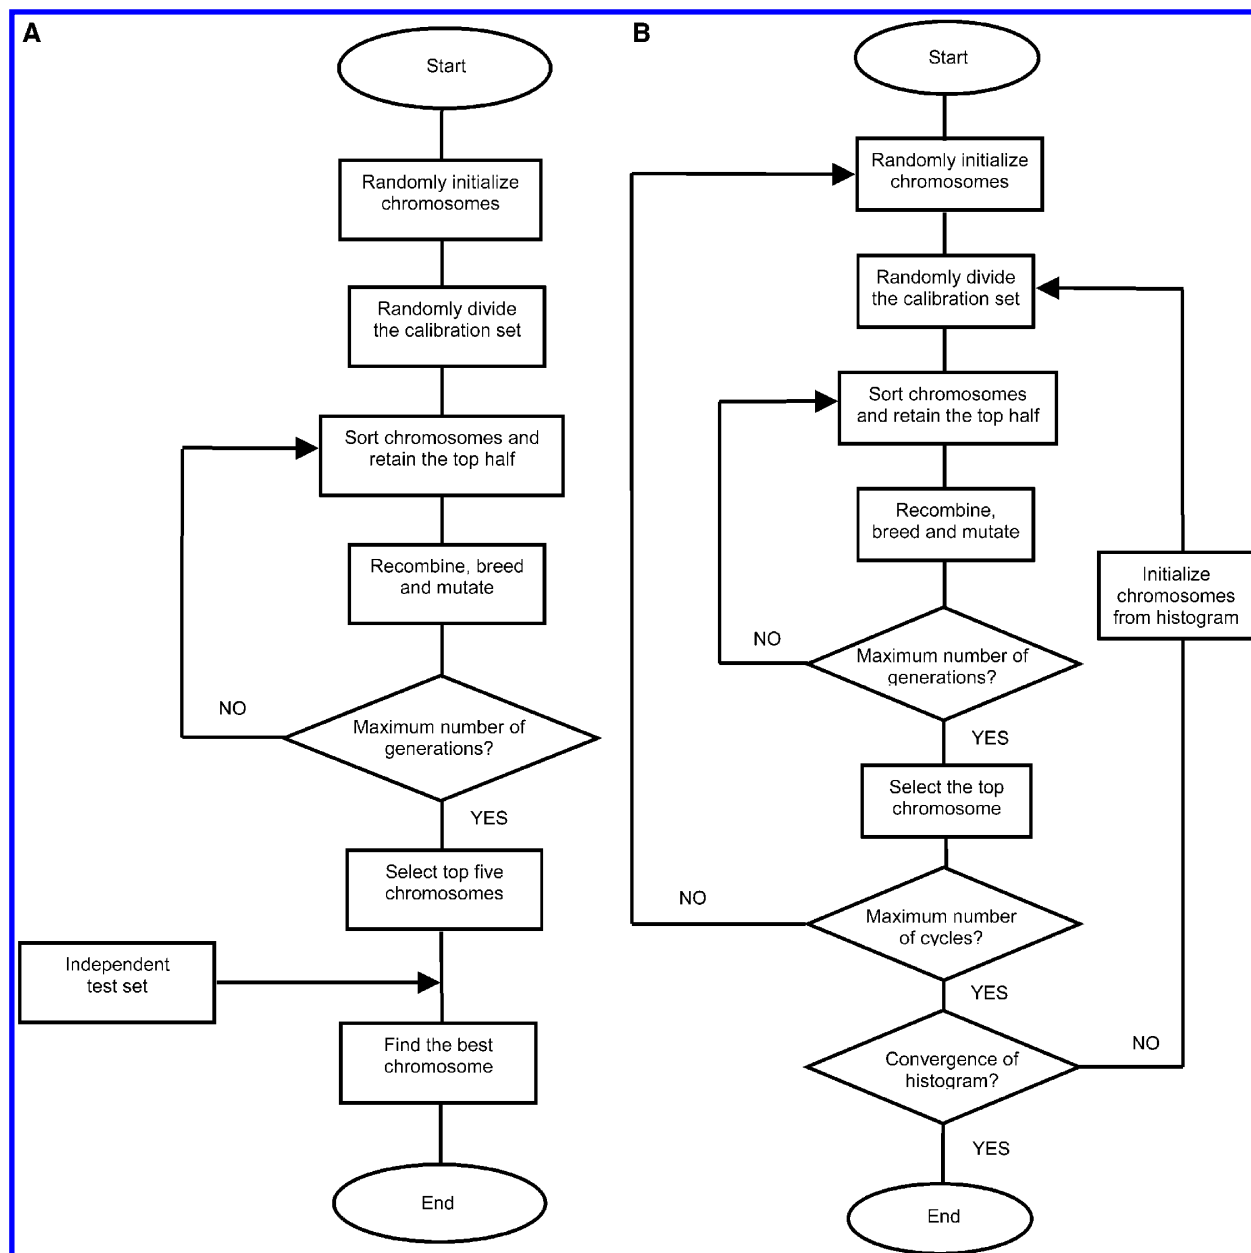 A
Start
Randomly initialize
chromosomes
Randomly divide
the calibration set
Sort chromosomes and
retain the top half
Recombine, breed
and mutate
NO
Maximum number of
generations?
YES
Select top five
chromosomes
Independent
test set
Find the best
chromosome
End
B
Start
Randomly initialize
chromosomes
Randomly divide
the calibration set
Sort chromosomes
and retain the top half
Recombine,
breed and mutate
Initialize
chromosomes
from histogram
NO
Maximum number of
generations?
YES
Select the top
chromosome
NO
Maximum number
of cycles?
YES
Convergence of
histogram?
NO
YES
End